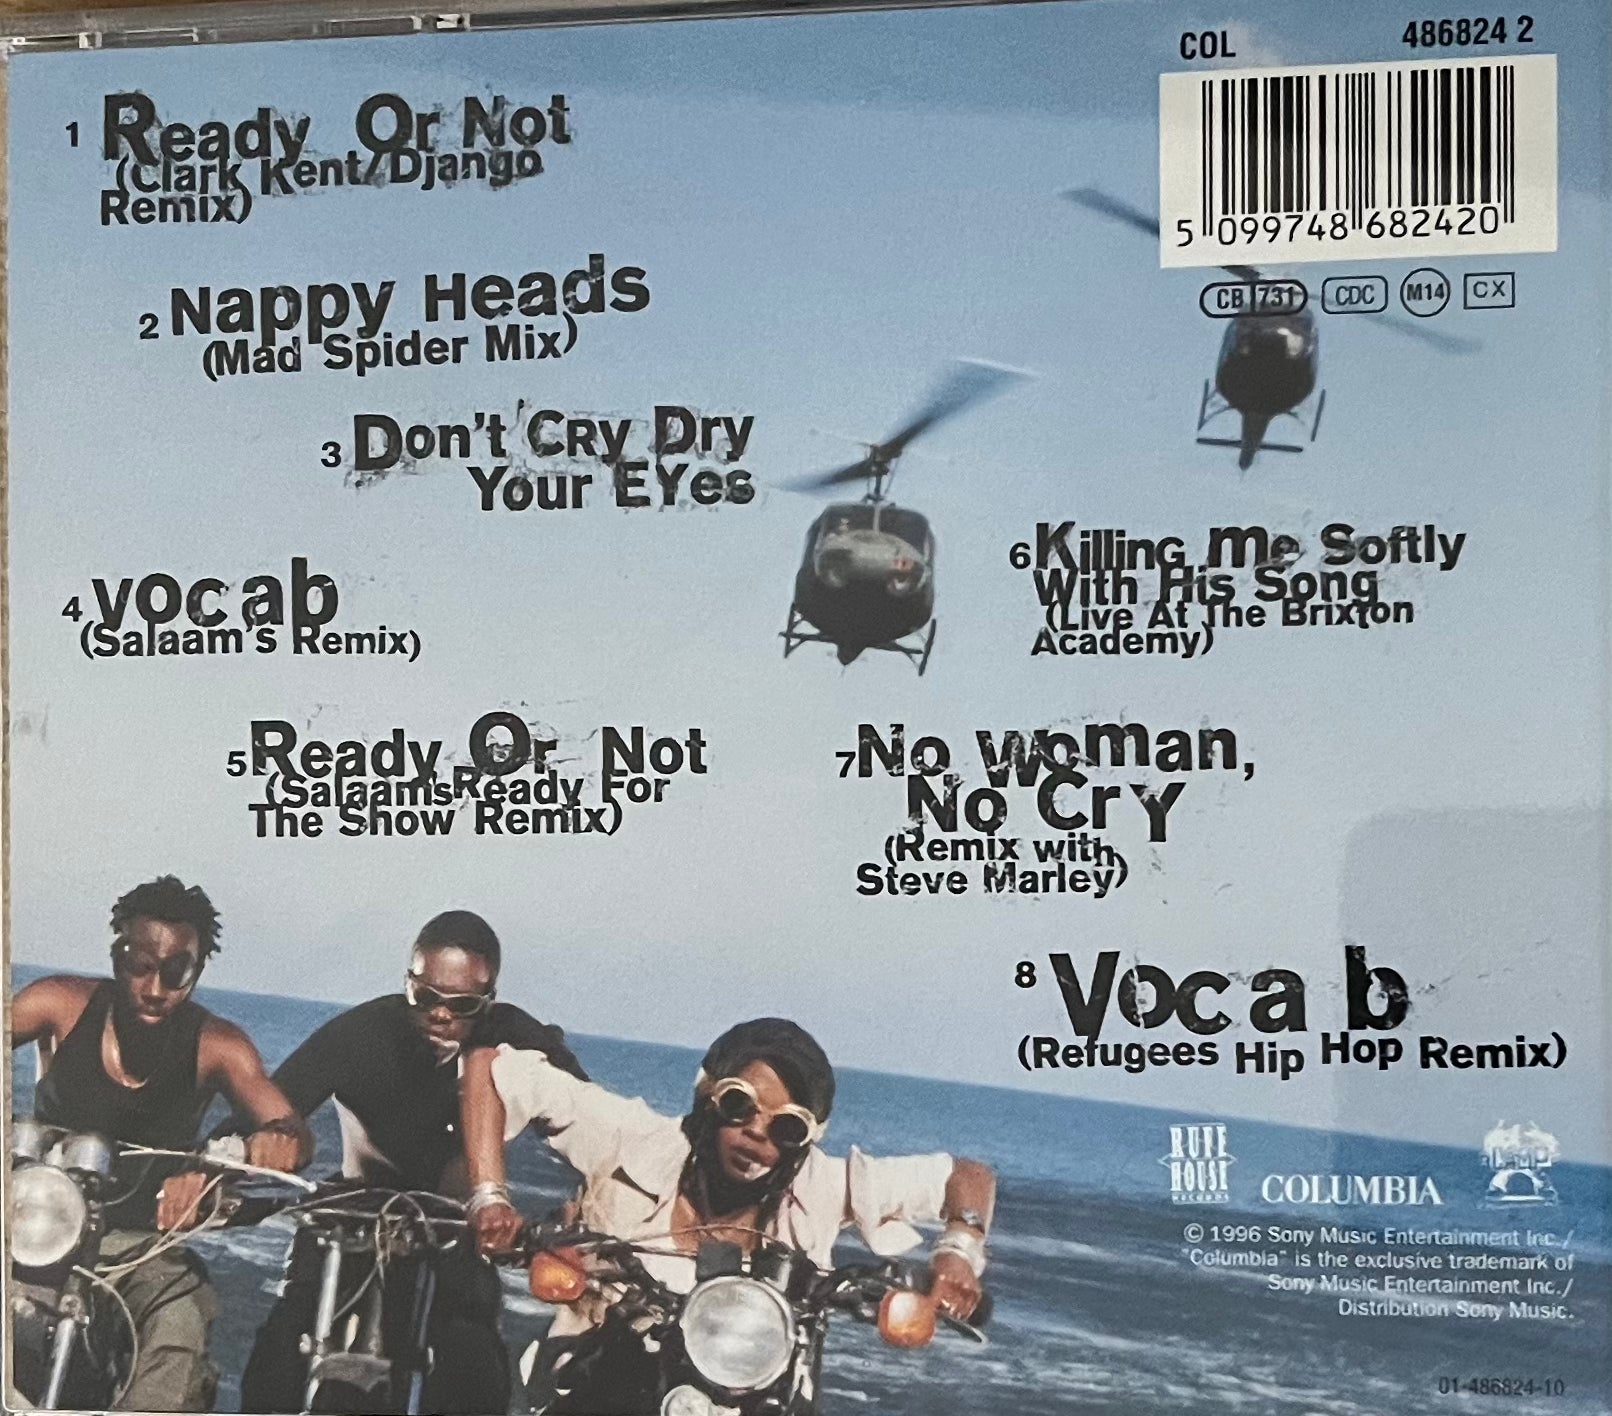 COL 486824 2
5 099748 682420
CB 731 CDC M14 CX
1 Ready Or Not
(Clark Kent/Django
Remix)
2 Nappy Heads
(Mad Spider Mix)
3 Don't Cry Dry
Your EYes
4 vocab
(Salaam's Remix)
5 Ready Or Not
(Salaam's Ready For
The Show Remix)
6 Killing me Softly
With His Song
(Live At The Brixton
Academy)
7 No woman,
No Cry
(Remix with
Steve Marley)
8 Vocab
(Refugees Hip Hop Remix)
RUFF
HOUSE
RECORDS
COLUMBIA
© 1996 Sony Music Entertainment Inc./
"Columbia" is the exclusive trademark of
Sony Music Entertainment Inc./
Distribution Sony Music.
01-486824-10